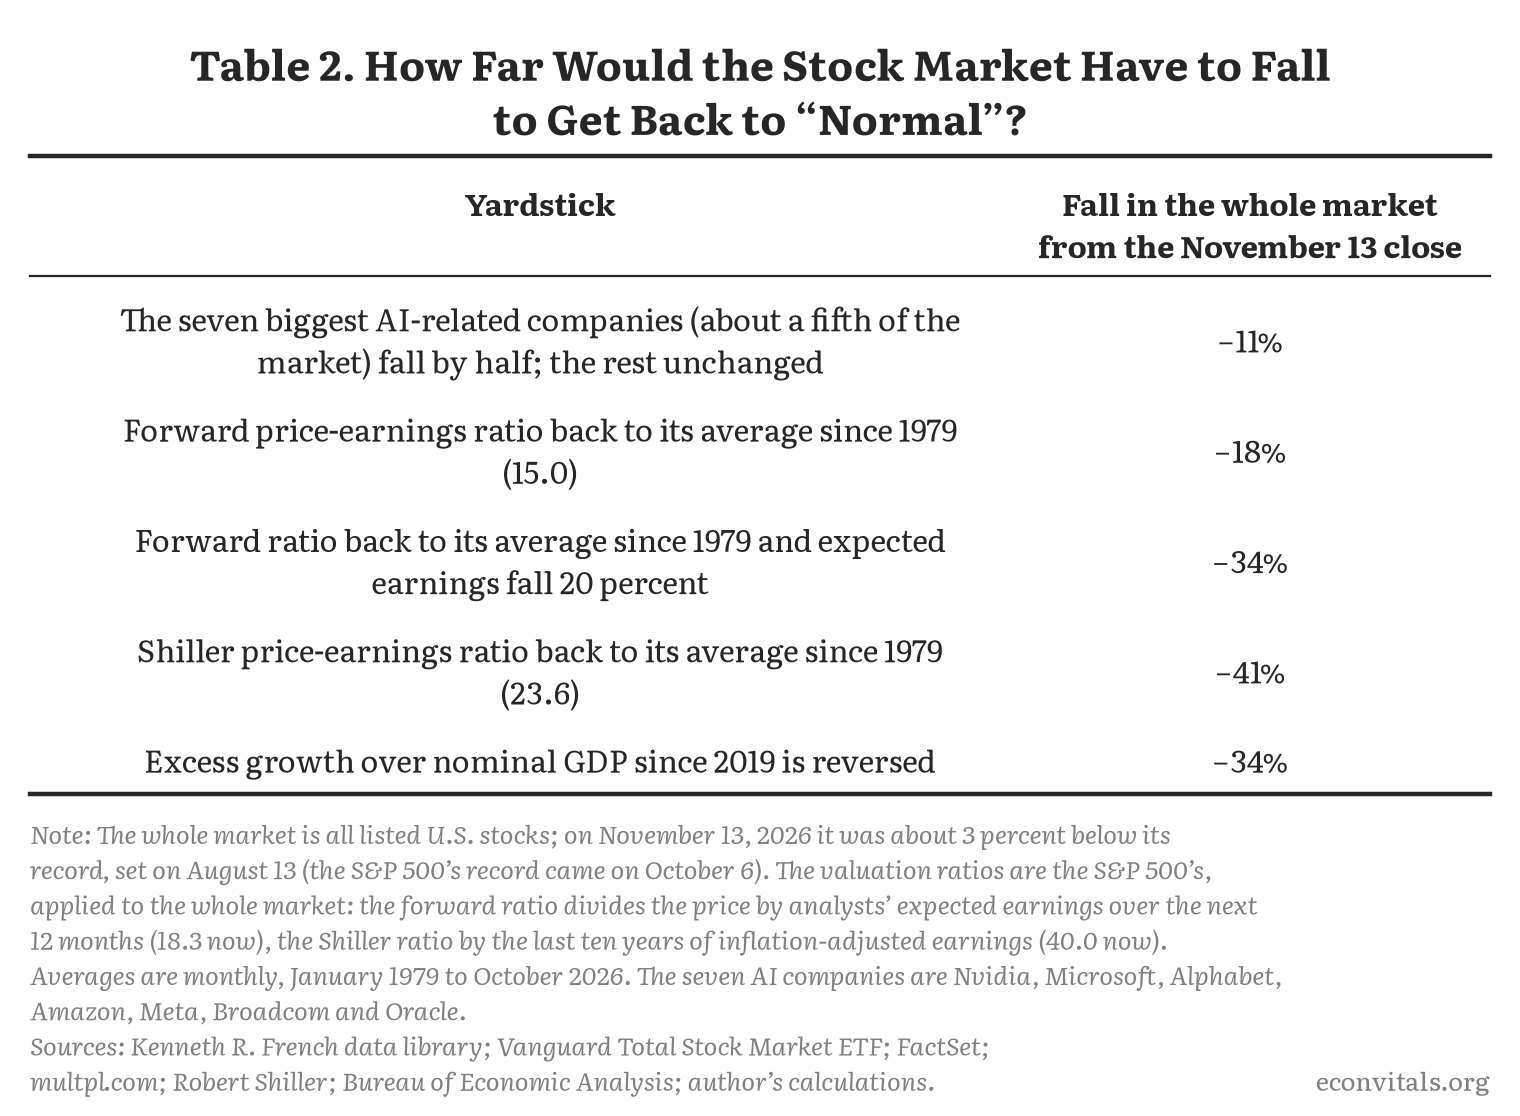 Table 2. How Far Would the Stock Market Have to Fall
to Get Back to “Normal”?
Yardstick
Fall in the whole market
from the November 13 close
The seven biggest AI-related companies (about a fifth of the
market) fall by half; the rest unchanged
−11%
Forward price-earnings ratio back to its average since 1979
(15.0)
−18%
Forward ratio back to its average since 1979 and expected
earnings fall 20 percent
−34%
Shiller price-earnings ratio back to its average since 1979
(23.6)
−41%
Excess growth over nominal GDP since 2019 is reversed
−34%
Note: The whole market is all listed U.S. stocks; on November 13, 2026 it was about 3 percent below its
record, set on August 13 (the S&P 500’s record came on October 6). The valuation ratios are the S&P 500’s,
applied to the whole market: the forward ratio divides the price by analysts’ expected earnings over the next
12 months (18.3 now), the Shiller ratio by the last ten years of inflation-adjusted earnings (40.0 now).
Averages are monthly, January 1979 to October 2026. The seven AI companies are Nvidia, Microsoft, Alphabet,
Amazon, Meta, Broadcom and Oracle.
Sources: Kenneth R. French data library; Vanguard Total Stock Market ETF; FactSet;
multpl.com; Robert Shiller; Bureau of Economic Analysis; author’s calculations.
econvitals.org